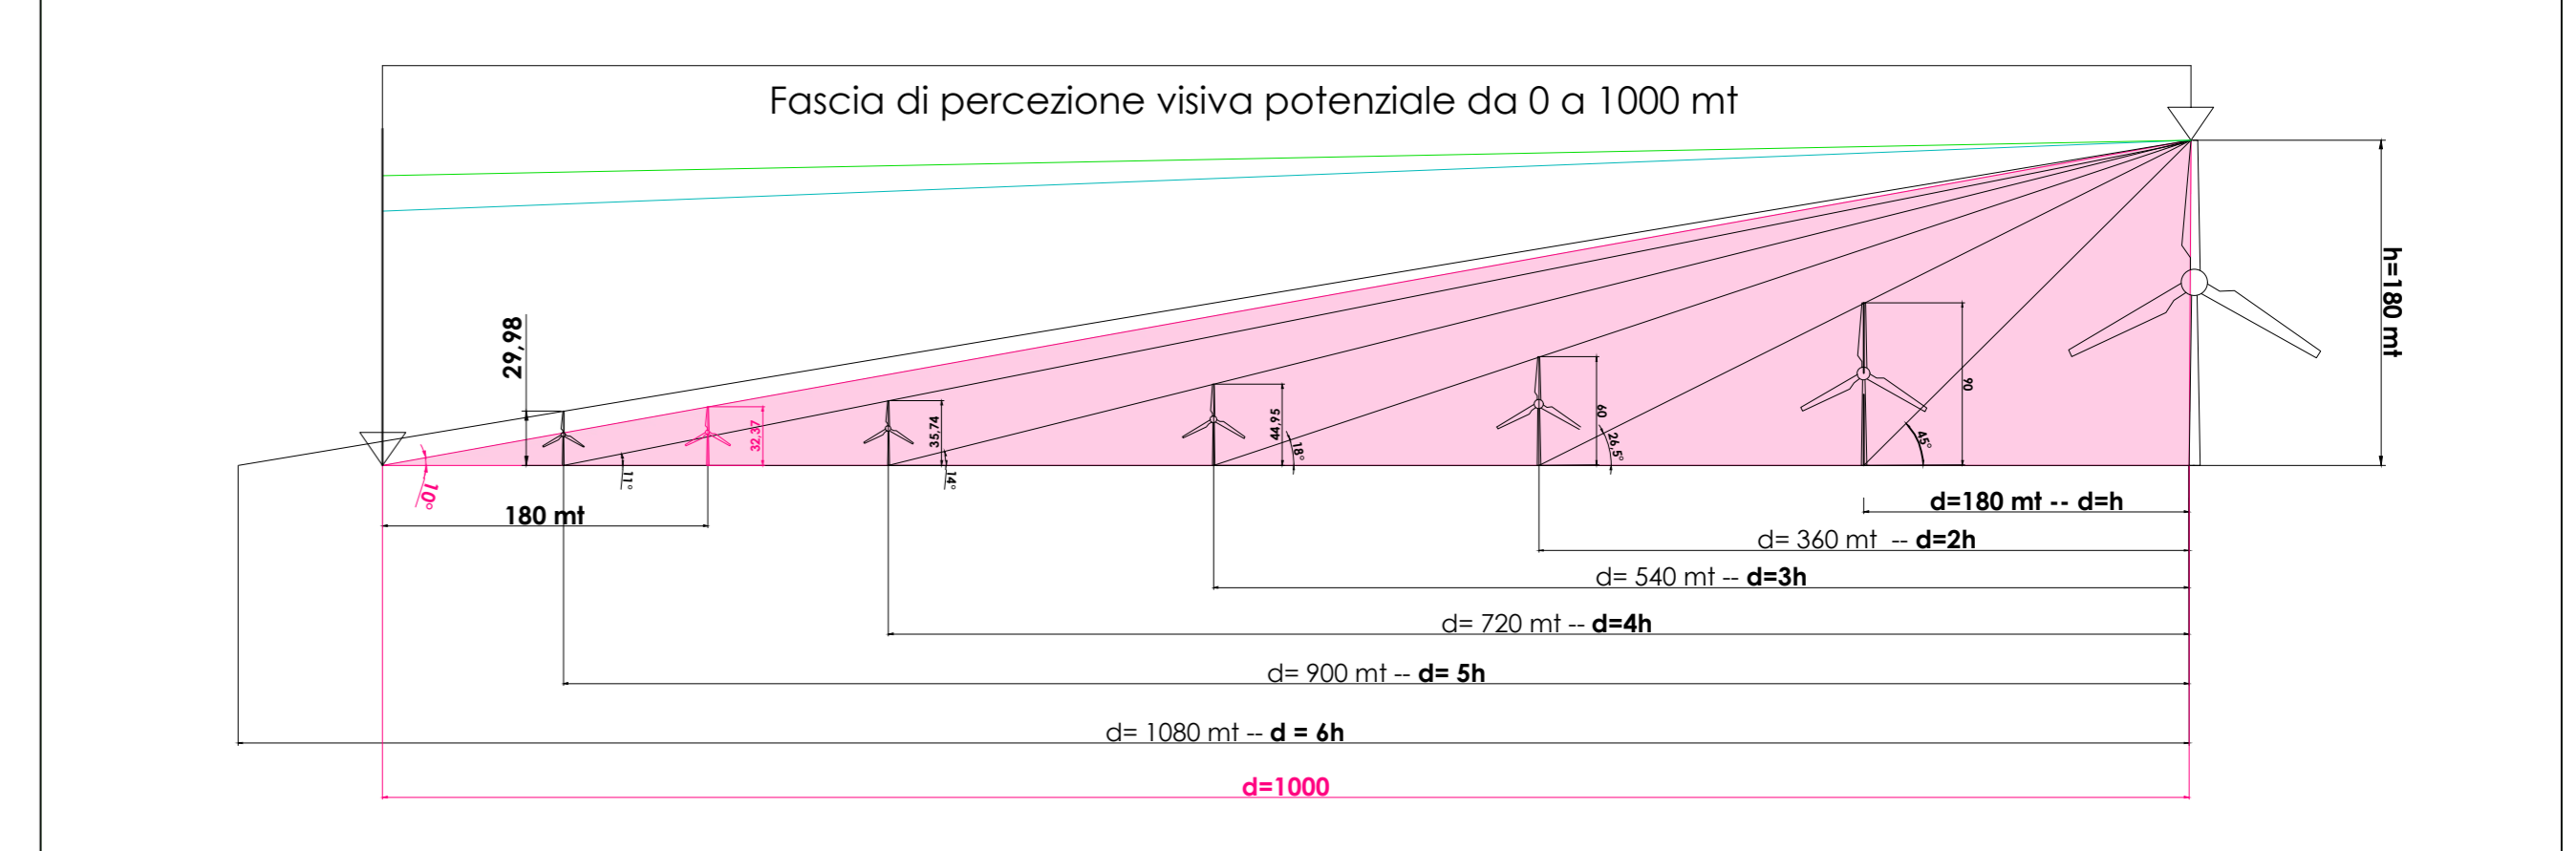 Fascia di percezione visiva potenziale da 0 a 1000 mt
h=180 mt
29,98
32,37
35,74
44,95
60
90
10°
11°
14°
18°
26,5°
45°
180 mt
d=180 mt -- d=h
d= 360 mt -- d=2h
d= 540 mt -- d=3h
d= 720 mt -- d=4h
d= 900 mt -- d= 5h
d= 1080 mt -- d = 6h
d=1000